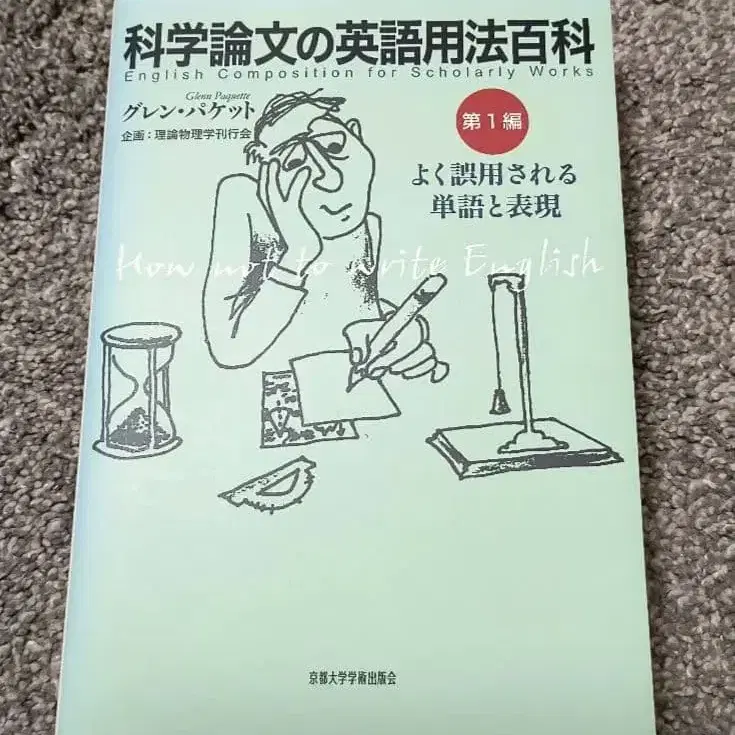 科学論文の英語用法百科
English Composition for Scholarly Works
Glenn Paquette
グレン・パケット
企画：理論物理学刊行会
第1編
よく誤用される
単語と表現
How not to write English
京都大学学術出版会